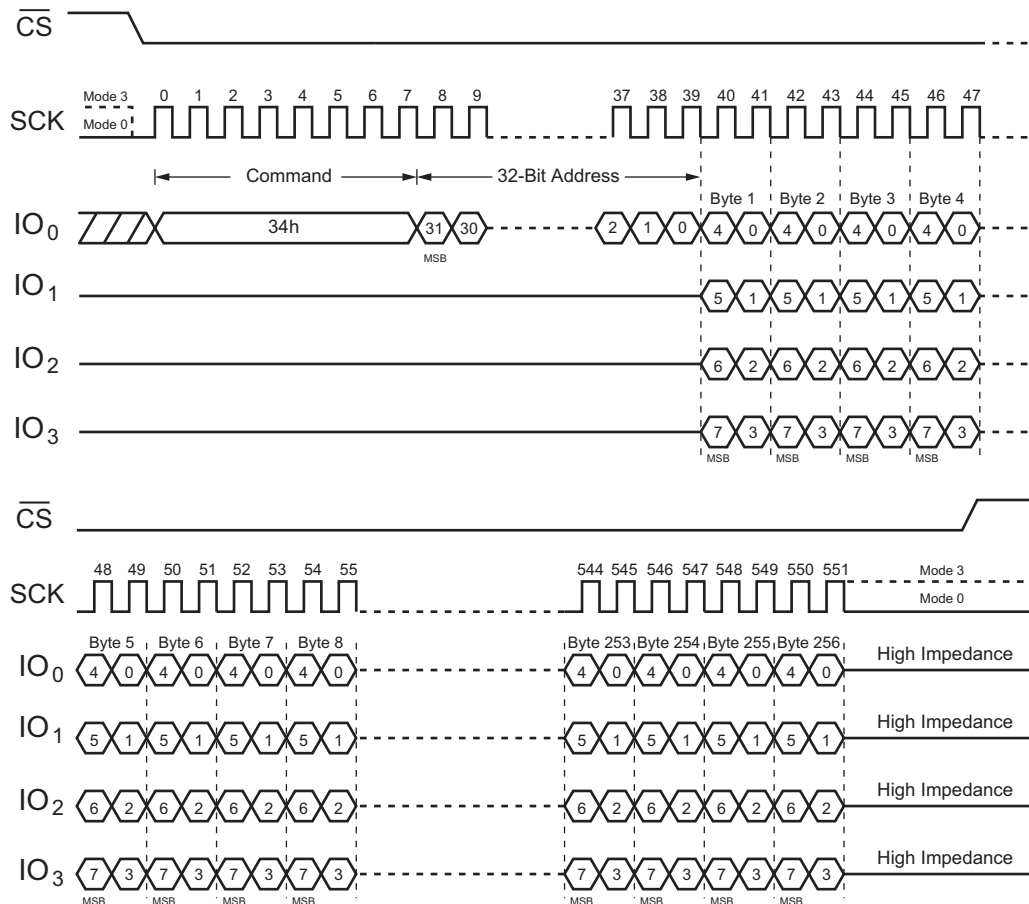 CS
Mode 3
0 1 2 3 4 5 6 7 8 9 37 38 39 40 41 42 43 44 45 46 47
SCK
Mode 0
Command 32-Bit Address
Byte 1 Byte 2 Byte 3 Byte 4
IO0 34h 31 30 2 1 0 4 0 4 0 4 0 4 0
MSB
IO1 5 1 5 1 5 1 5 1
IO2 6 2 6 2 6 2 6 2
IO3 7 3 7 3 7 3 7 3
MSB MSB MSB MSB
CS
48 49 50 51 52 53 54 55 544 545 546 547 548 549 550 551
Mode 3
SCK
Mode 0
Byte 5 Byte 6 Byte 7 Byte 8 Byte 253 Byte 254 Byte 255 Byte 256
IO0 4 0 4 0 4 0 4 0 4 0 4 0 4 0 4 0 High Impedance
IO1 5 1 5 1 5 1 5 1 5 1 5 1 5 1 5 1 High Impedance
IO2 6 2 6 2 6 2 6 2 6 2 6 2 6 2 6 2 High Impedance
IO3 7 3 7 3 7 3 7 3 7 3 7 3 7 3 7 3 High Impedance
MSB MSB MSB MSB MSB MSB MSB MSB